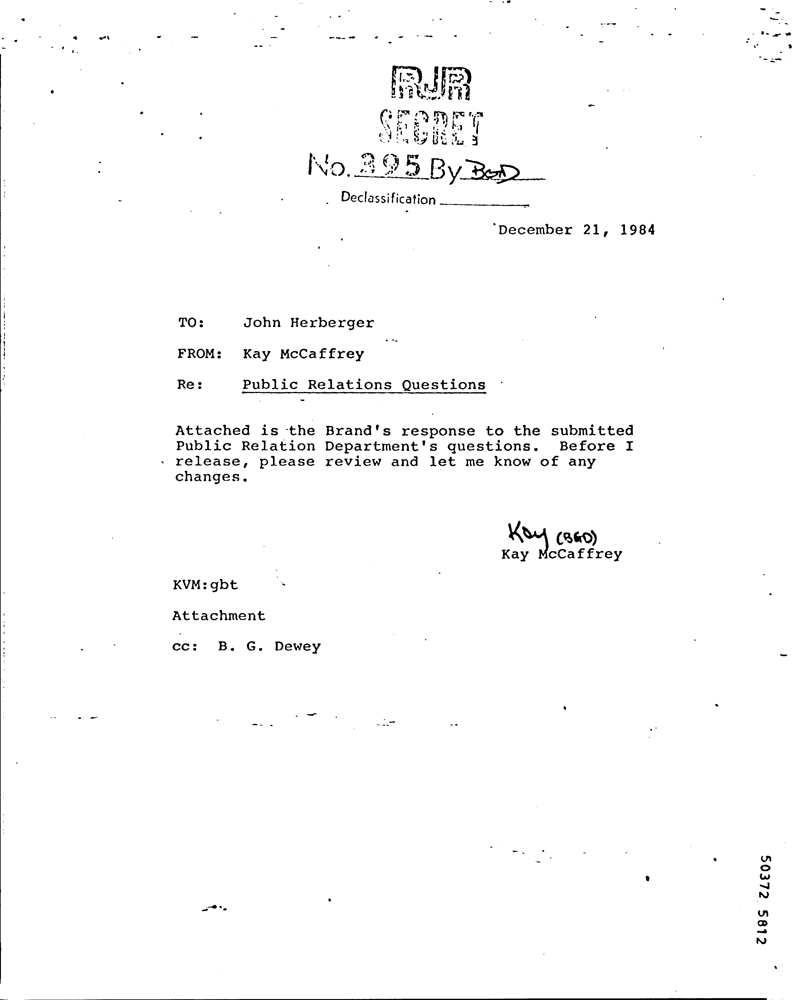 RJR
SECRET
No. 395 By BGD
Declassification
December 21, 1984
TO: John Herberger
FROM: Kay McCaffrey
Re: Public Relations Questions
Attached is the Brand's response to the submitted
Public Relation Department's questions. Before I
release, please review and let me know of any
changes.
Kay (BGD)
Kay McCaffrey
KVM:gbt
Attachment
cc: B. G. Dewey
50372 5812